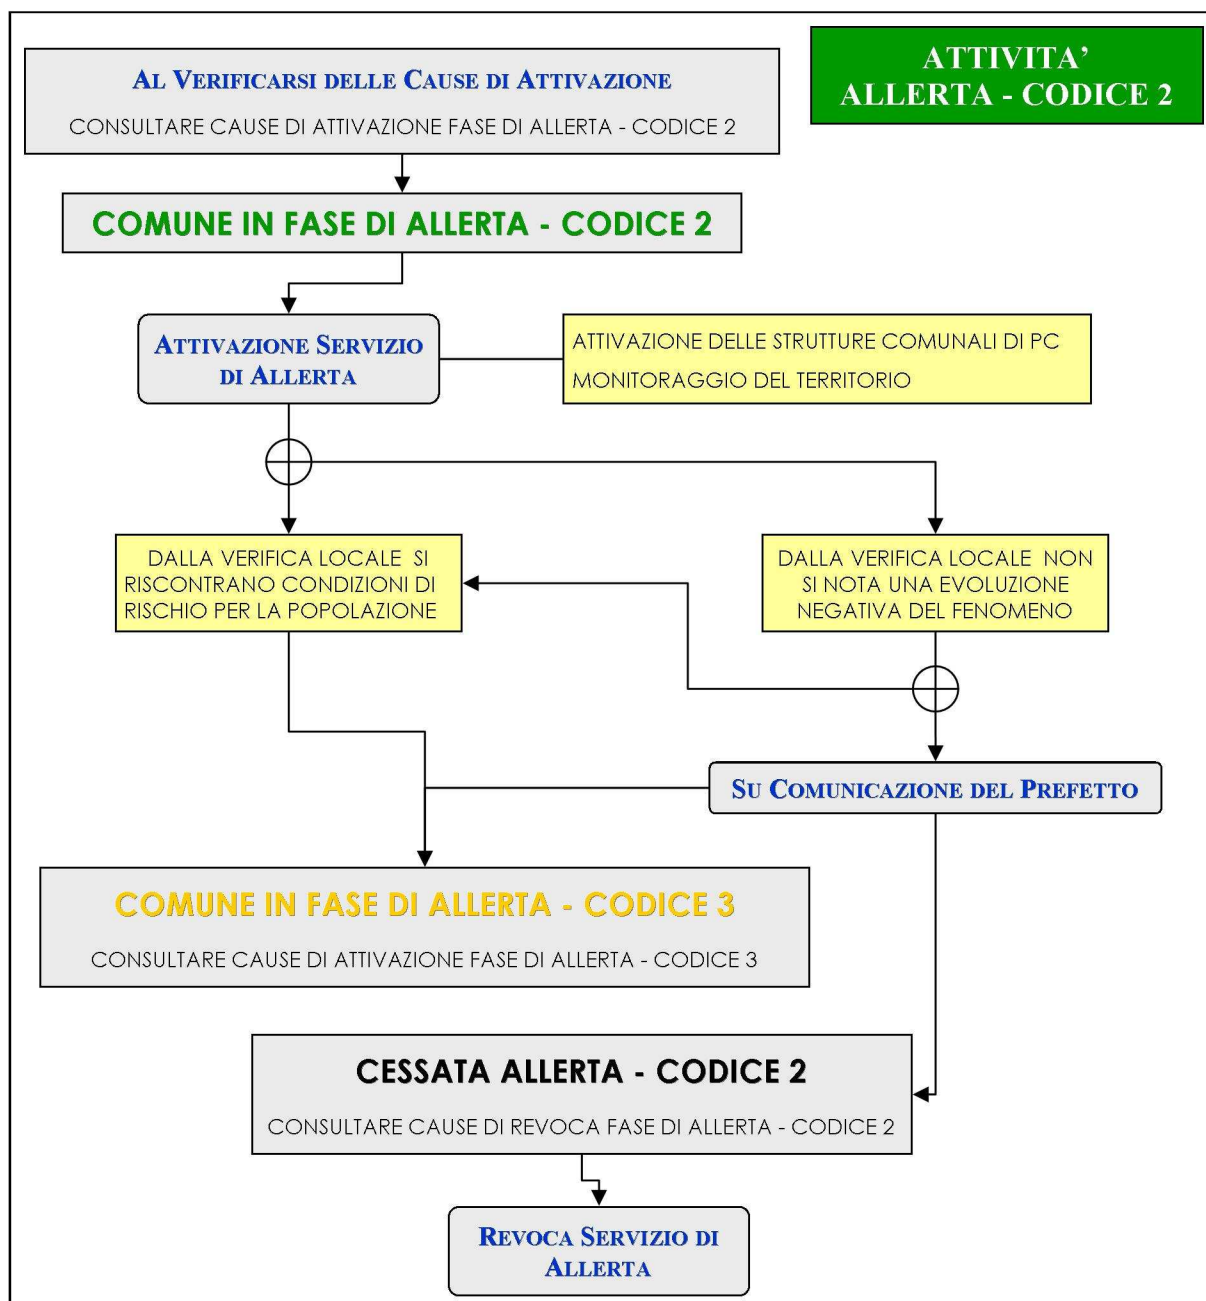 ATTIVITA’
ALLERTA - CODICE 2
AL VERIFICARSI DELLE CAUSE DI ATTIVAZIONE
CONSULTARE CAUSE DI ATTIVAZIONE FASE DI ALLERTA - CODICE 2
COMUNE IN FASE DI ALLERTA - CODICE 2
ATTIVAZIONE SERVIZIO
DI ALLERTA
ATTIVAZIONE DELLE STRUTTURE COMUNALI DI PC
MONITORAGGIO DEL TERRITORIO
DALLA VERIFICA LOCALE SI
RISCONTRANO CONDIZIONI DI
RISCHIO PER LA POPOLAZIONE
DALLA VERIFICA LOCALE NON
SI NOTA UNA EVOLUZIONE
NEGATIVA DEL FENOMENO
SU COMUNICAZIONE DEL PREFETTO
COMUNE IN FASE DI ALLERTA - CODICE 3
CONSULTARE CAUSE DI ATTIVAZIONE FASE DI ALLERTA - CODICE 3
CESSATA ALLERTA - CODICE 2
CONSULTARE CAUSE DI REVOCA FASE DI ALLERTA - CODICE 2
REVOCA SERVIZIO DI
ALLERTA